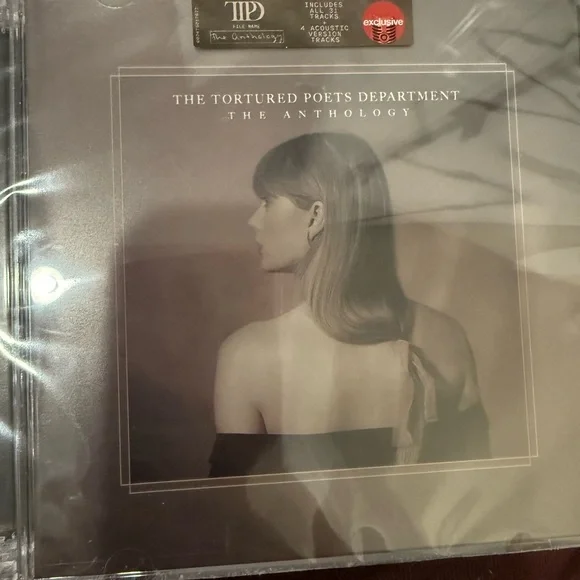 TTPD
FILE NAME
The Anthology
INCLUDES
ALL 31
TRACKS
+
4 ACOUSTIC
VERSION
TRACKS
exclusive
THE TORTURED POETS DEPARTMENT
THE ANTHOLOGY